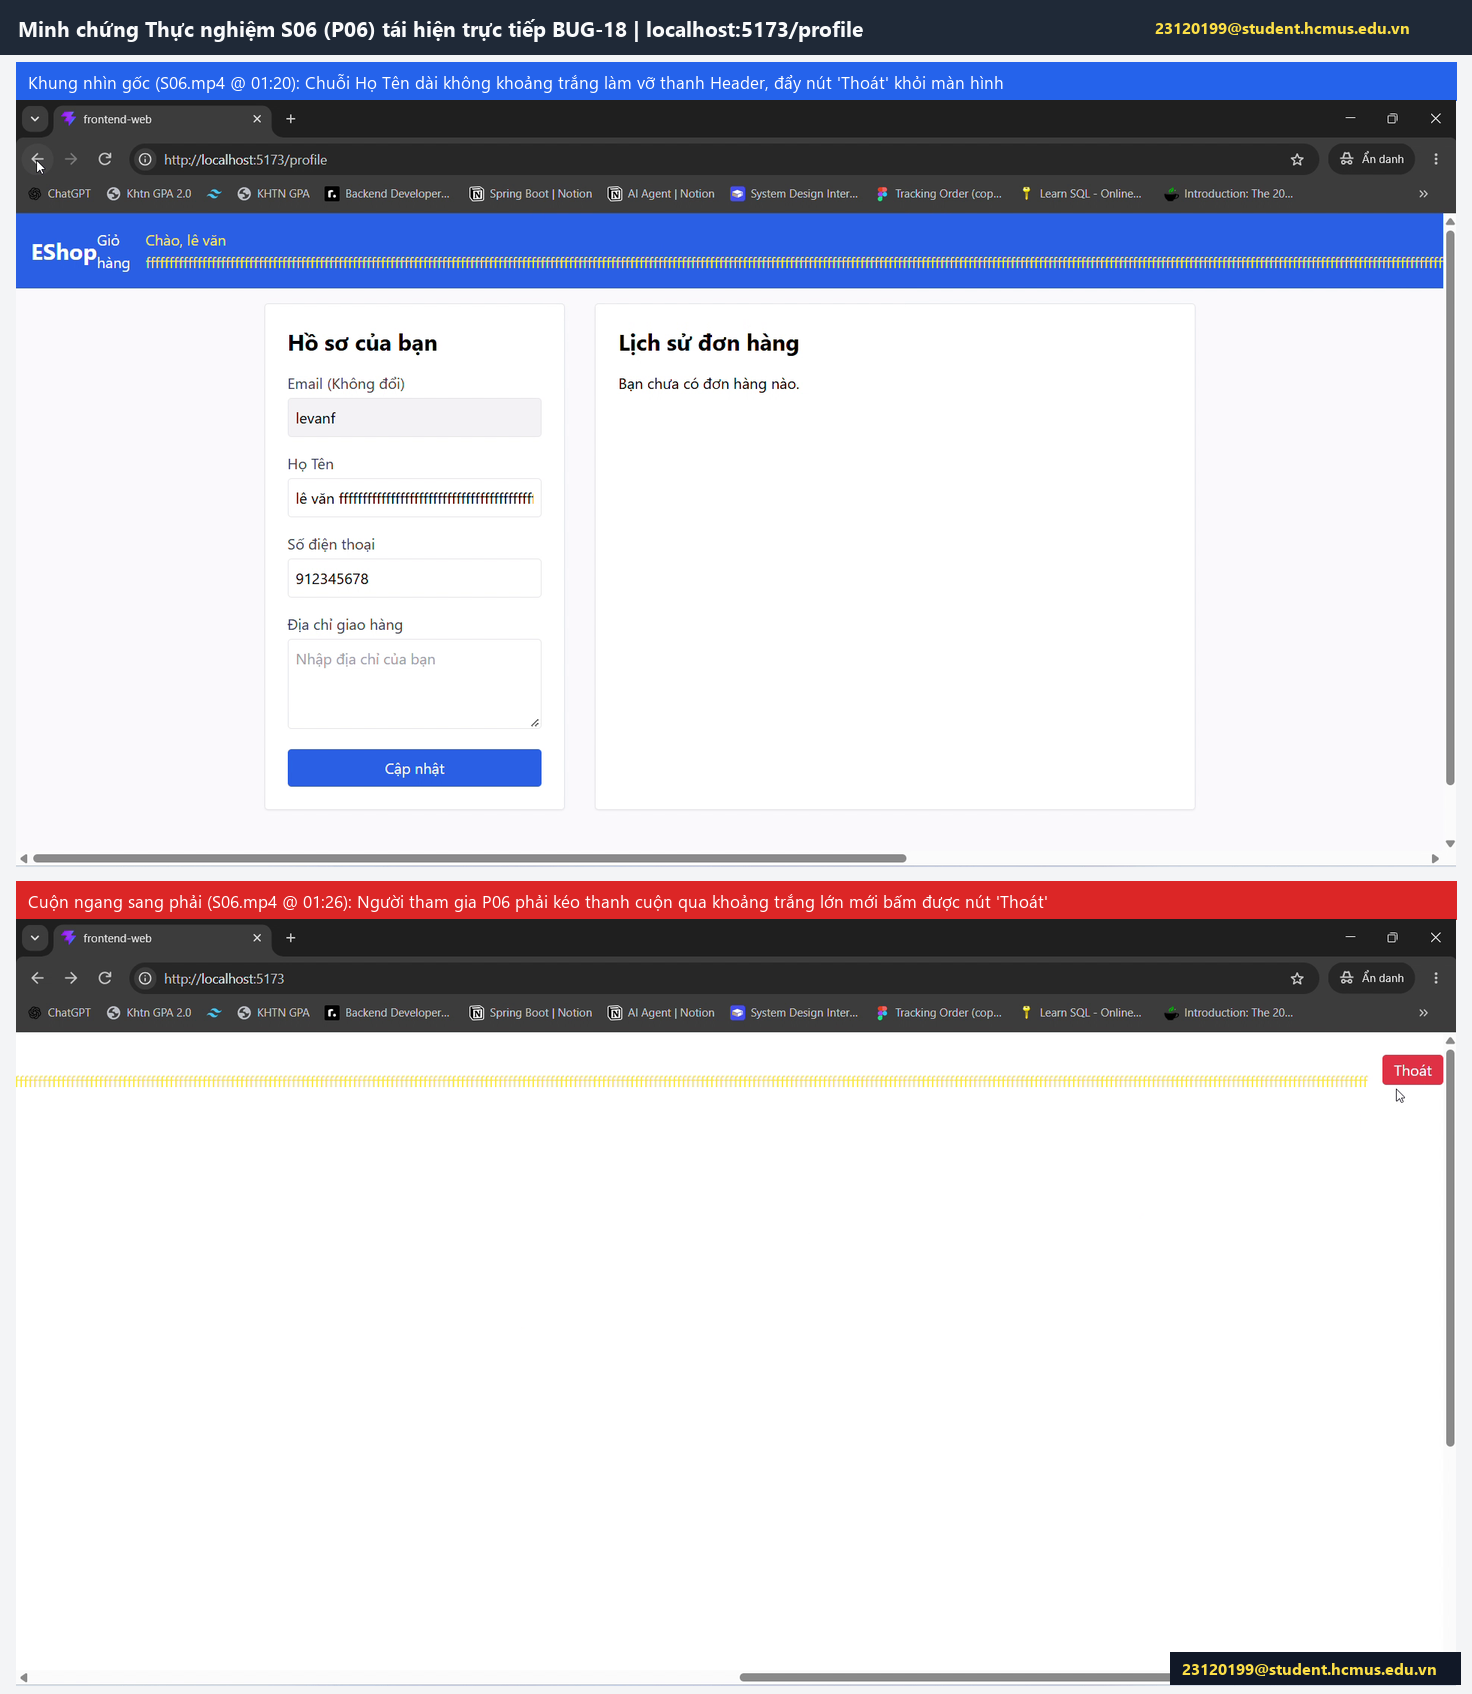 Minh chứng Thực nghiệm S06 (P06) tái hiện trực tiếp BUG-18 | localhost:5173/profile
23120199@student.hcmus.edu.vn
Khung nhìn gốc (S06.mp4 @ 01:20): Chuỗi Họ Tên dài không khoảng trắng làm vỡ thanh Header, đẩy nút 'Thoát' khỏi màn hình
frontend-web
http://localhost:5173/profile
Ẩn danh
ChatGPT
Khtn GPA 2.0
KHTN GPA
Backend Developer...
Spring Boot | Notion
AI Agent | Notion
System Design Inter...
Tracking Order (cop...
Learn SQL - Online...
Introduction: The 20...
EShop
Giỏ
hàng
Chào, lê văn
Hồ sơ của bạn
Email (Không đổi)
levanf
Họ Tên
lê văn
Số điện thoại
912345678
Địa chỉ giao hàng
Nhập địa chỉ của bạn
Cập nhật
Lịch sử đơn hàng
Bạn chưa có đơn hàng nào.
Cuộn ngang sang phải (S06.mp4 @ 01:26): Người tham gia P06 phải kéo thanh cuộn qua khoảng trắng lớn mới bấm được nút 'Thoát'
frontend-web
http://localhost:5173
Ẩn danh
ChatGPT
Khtn GPA 2.0
KHTN GPA
Backend Developer...
Spring Boot | Notion
AI Agent | Notion
System Design Inter...
Tracking Order (cop...
Learn SQL - Online...
Introduction: The 20...
Thoát
23120199@student.hcmus.edu.vn